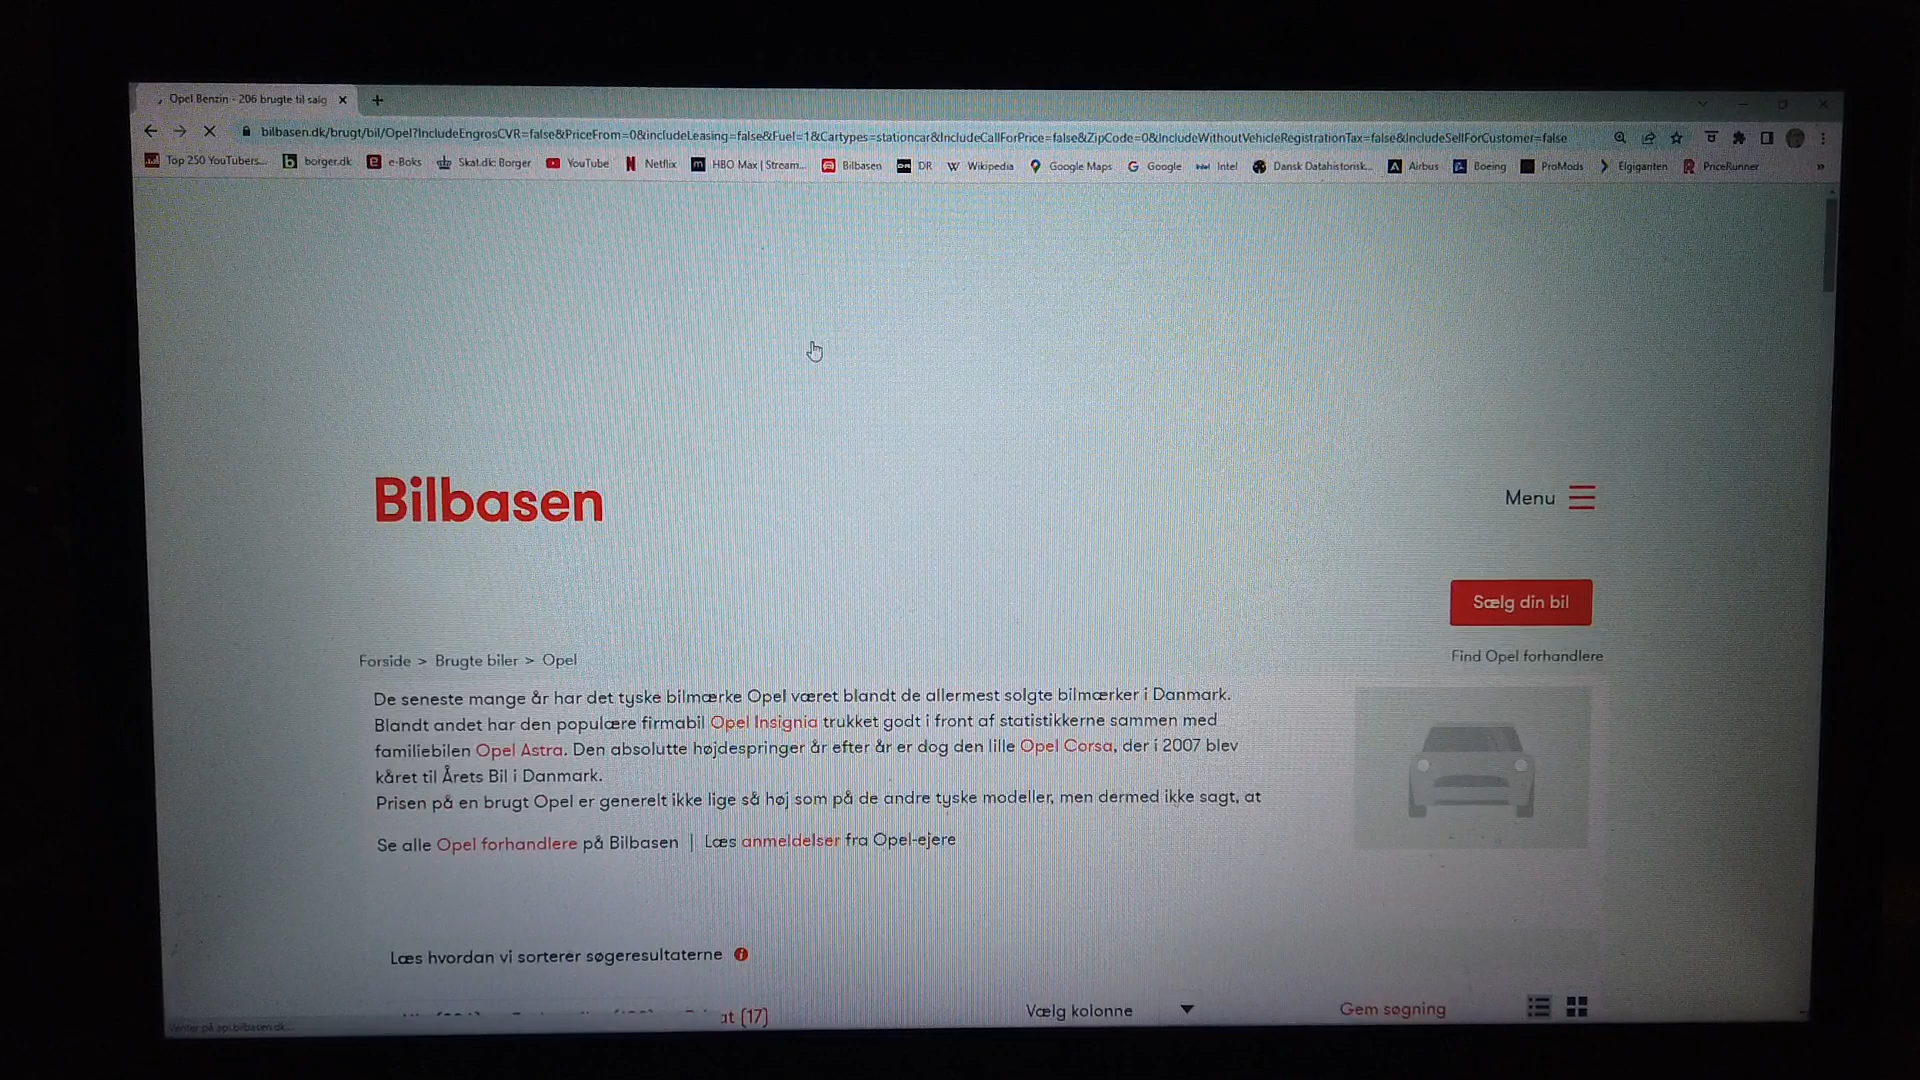 Opel Benzin - 206 brugte til salg
bilbasen.dk/brugt/bil/Opel?IncludeEngrosCVR=false&PriceFrom=0&includeLeasing=false&Fuel=1&Cartypes=stationcar&IncludeCallForPrice=false&ZipCode=0&IncludeWithoutVehicleRegistrationTax=false&IncludeSellForCustomer=false
Top 250 YouTubers... borger.dk e-Boks Skat.dk: Borger YouTube Netflix HBO Max | Stream... Bilbasen DR Wikipedia Google Maps Google Intel Dansk Datahistorisk... Airbus Boeing ProMods Elgiganten PriceRunner »
Bilbasen
Menu
Sælg din bil
Forside > Brugte biler > Opel
Find Opel forhandlere
De seneste mange år har det tyske bilmærke Opel været blandt de allermest solgte bilmærker i Danmark.
Blandt andet har den populære firmabil Opel Insignia trukket godt i front af statistikkerne sammen med
familiebilen Opel Astra. Den absolutte højdespringer år efter år er dog den lille Opel Corsa, der i 2007 blev
kåret til Årets Bil i Danmark.
Prisen på en brugt Opel er generelt ikke lige så høj som på de andre tyske modeller, men dermed ikke sagt, at
Se alle Opel forhandlere på Bilbasen | Læs anmeldelser fra Opel-ejere
Læs hvordan vi sorterer søgeresultaterne
at (17)
Vælg kolonne
Gem søgning
Venter på api.bilbasen.dk...